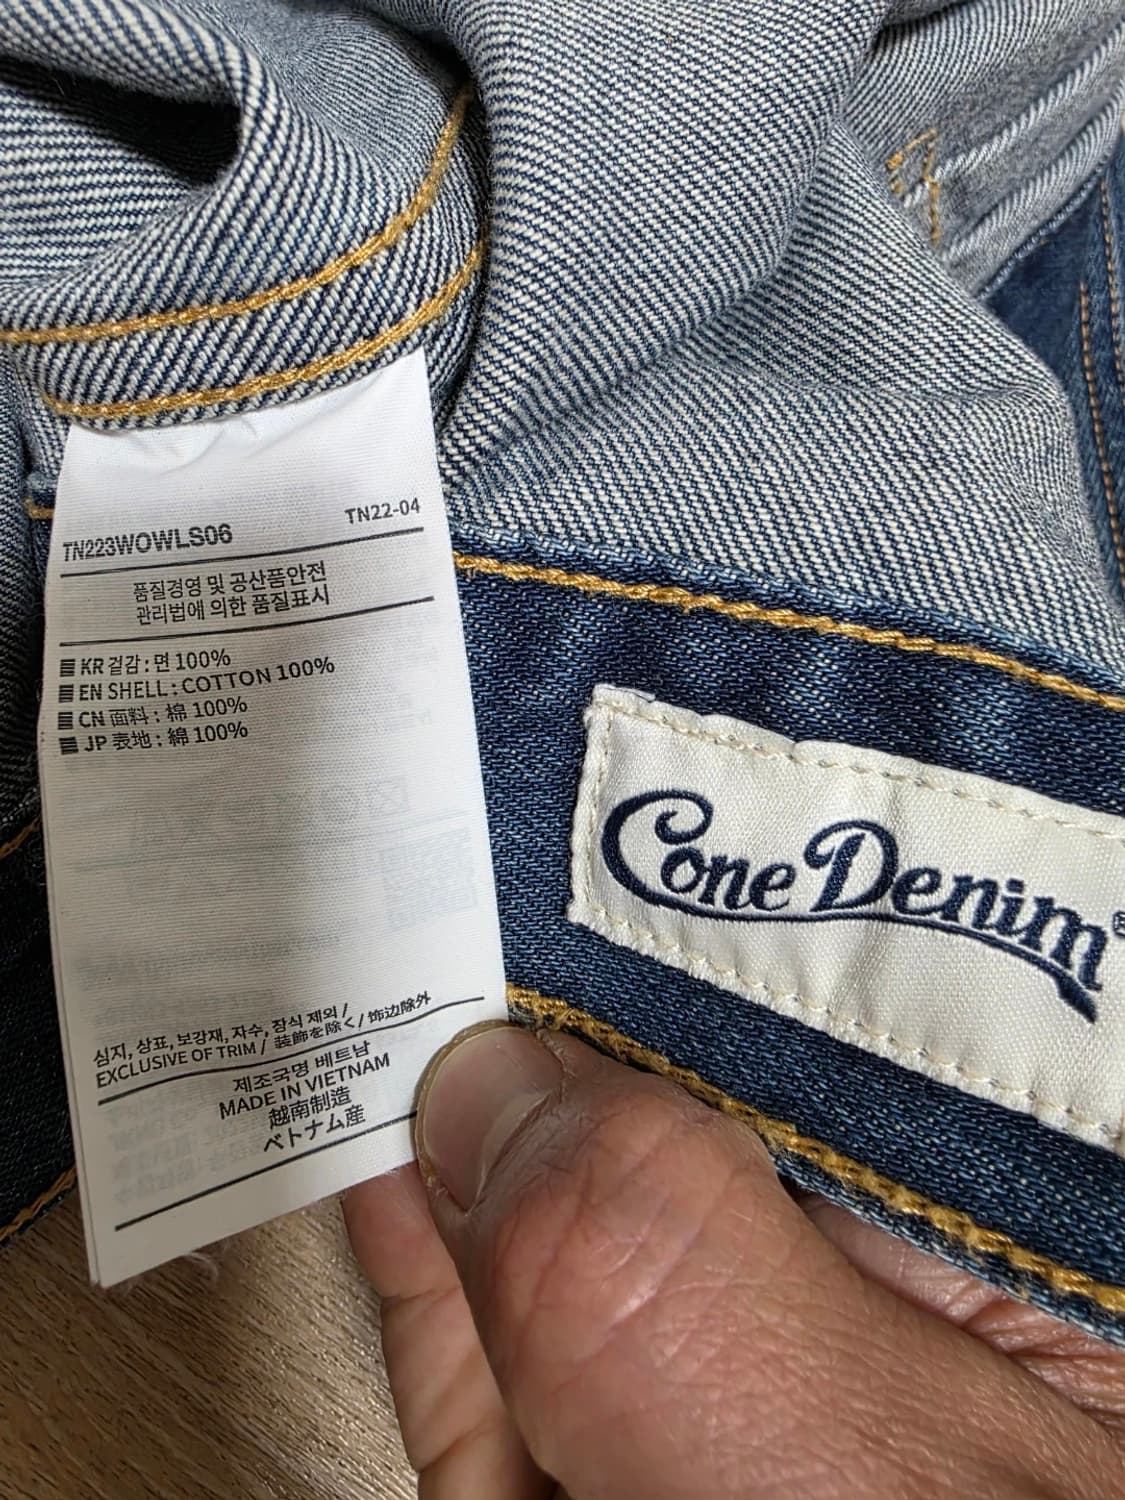 TN22-04
TN223WOWLS06
품질경영 및 공산품안전
관리법에 의한 품질표시
KR 겉감 : 면 100%
EN SHELL : COTTON 100%
CN 面料 : 棉 100%
JP 表地 : 綿 100%
심지, 상표, 보강재, 자수, 장식 제외 /
EXCLUSIVE OF TRIM / 装飾を除く / 饰边除外
제조국명 베트남
MADE IN VIETNAM
越南制造
ベトナム産
Cone Denim®